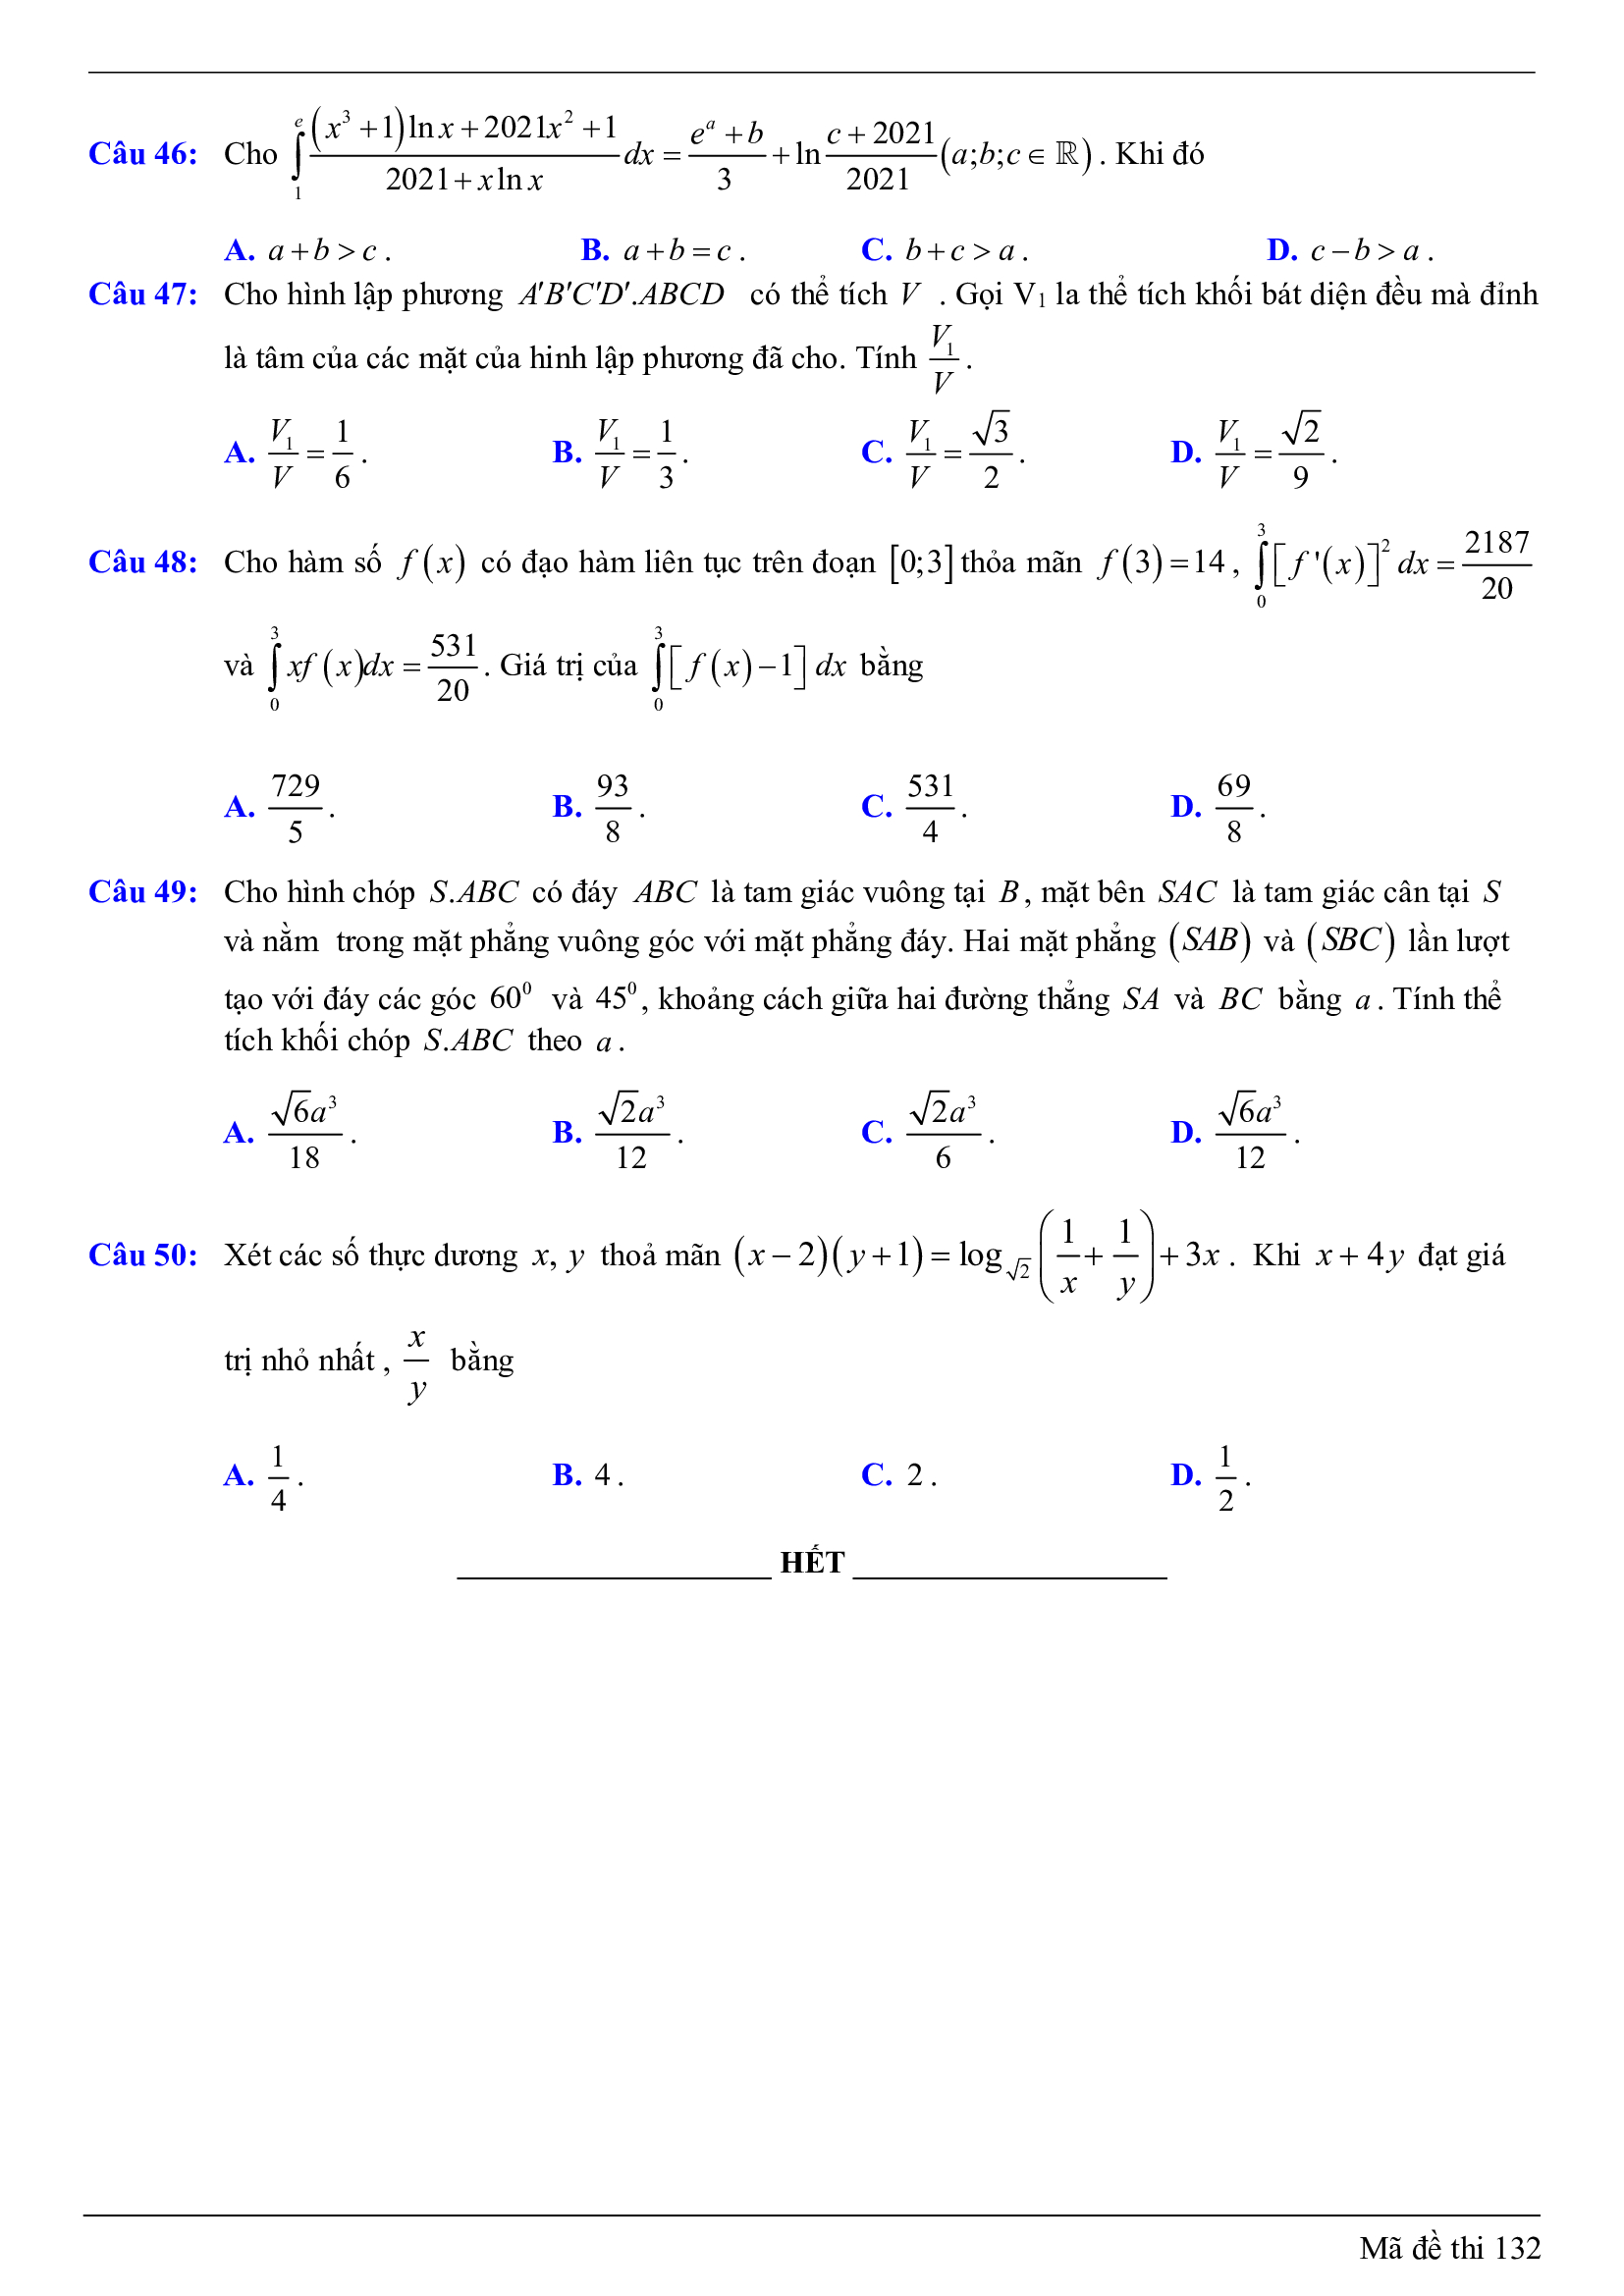 Câu 46: Cho $\int_{1}^{e} \frac{(x^3+1)\ln x+2021x^2+1}{2021+x\ln x}dx = \frac{e^a+b}{3}+\ln\frac{c+2021}{2021}(a;b;c\in\mathbb{R})$. Khi đó
A. $a+b>c$. B. $a+b=c$. C. $b+c>a$. D. $c-b>a$.
Câu 47: Cho hình lập phương $A'B'C'D'.ABCD$ có thể tích $V$ . Gọi V₁ la thể tích khối bát diện đều mà đỉnh
là tâm của các mặt của hinh lập phương đã cho. Tính $\frac{V_1}{V}$.
A. $\frac{V_1}{V}=\frac{1}{6}$. B. $\frac{V_1}{V}=\frac{1}{3}$. C. $\frac{V_1}{V}=\frac{\sqrt{3}}{2}$. D. $\frac{V_1}{V}=\frac{\sqrt{2}}{9}$.
Câu 48: Cho hàm số $f(x)$ có đạo hàm liên tục trên đoạn $[0;3]$ thỏa mãn $f(3)=14$, $\int_{0}^{3}[f'(x)]^2dx=\frac{2187}{20}$
và $\int_{0}^{3}xf(x)dx=\frac{531}{20}$. Giá trị của $\int_{0}^{3}[f(x)-1]dx$ bằng
A. $\frac{729}{5}$. B. $\frac{93}{8}$. C. $\frac{531}{4}$. D. $\frac{69}{8}$.
Câu 49: Cho hình chóp $S.ABC$ có đáy $ABC$ là tam giác vuông tại $B$, mặt bên $SAC$ là tam giác cân tại $S$
và nằm trong mặt phẳng vuông góc với mặt phẳng đáy. Hai mặt phẳng $(SAB)$ và $(SBC)$ lần lượt
tạo với đáy các góc $60^0$ và $45^0$, khoảng cách giữa hai đường thẳng $SA$ và $BC$ bằng $a$. Tính thể
tích khối chóp $S.ABC$ theo $a$.
A. $\frac{\sqrt{6}a^3}{18}$. B. $\frac{\sqrt{2}a^3}{12}$. C. $\frac{\sqrt{2}a^3}{6}$. D. $\frac{\sqrt{6}a^3}{12}$.
Câu 50: Xét các số thực dương $x, y$ thoả mãn $(x-2)(y+1)=\log_{\sqrt{2}}\left(\frac{1}{x}+\frac{1}{y}\right)+3x$. Khi $x+4y$ đạt giá
trị nhỏ nhất , $\frac{x}{y}$ bằng
A. $\frac{1}{4}$. B. $4$. C. $2$. D. $\frac{1}{2}$.
HẾT
Mã đề thi 132